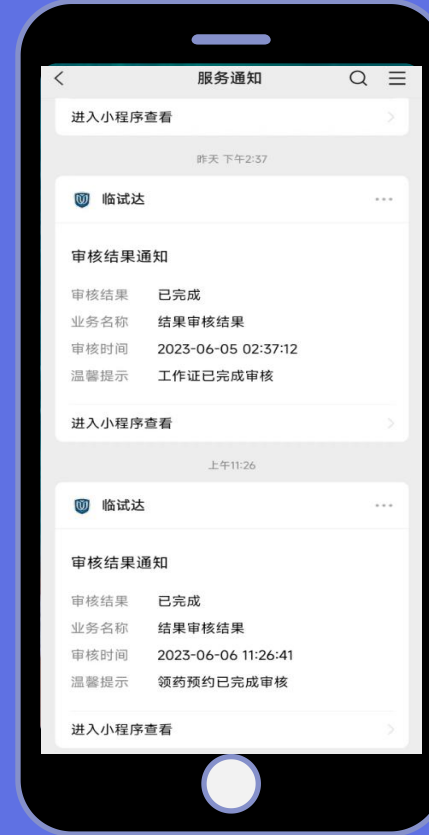 服务通知
进入小程序查看
昨天 下午2:37
临试达
审核结果通知
审核结果 已完成
业务名称 结果审核结果
审核时间 2023-06-05 02:37:12
温馨提示 工作证已完成审核
进入小程序查看
上午11:26
临试达
审核结果通知
审核结果 已完成
业务名称 结果审核结果
审核时间 2023-06-06 11:26:41
温馨提示 领药预约已完成审核
进入小程序查看